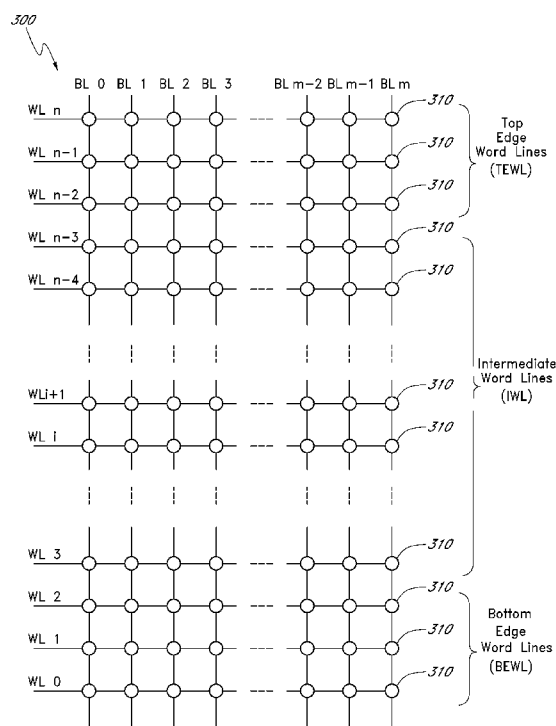 300
BL 0 BL 1 BL 2 BL 3 BL m-2 BL m-1 BL m
WL n 310
WL n-1 310
WL n-2 310
Top
Edge
Word Lines
(TEWL)
WL n-3 310
WL n-4 310
WLi+1 310
WL i 310
Intermediate
Word Lines
(IWL)
WL 3 310
WL 2 310
WL 1 310
WL 0 310
Bottom
Edge
Word Lines
(BEWL)